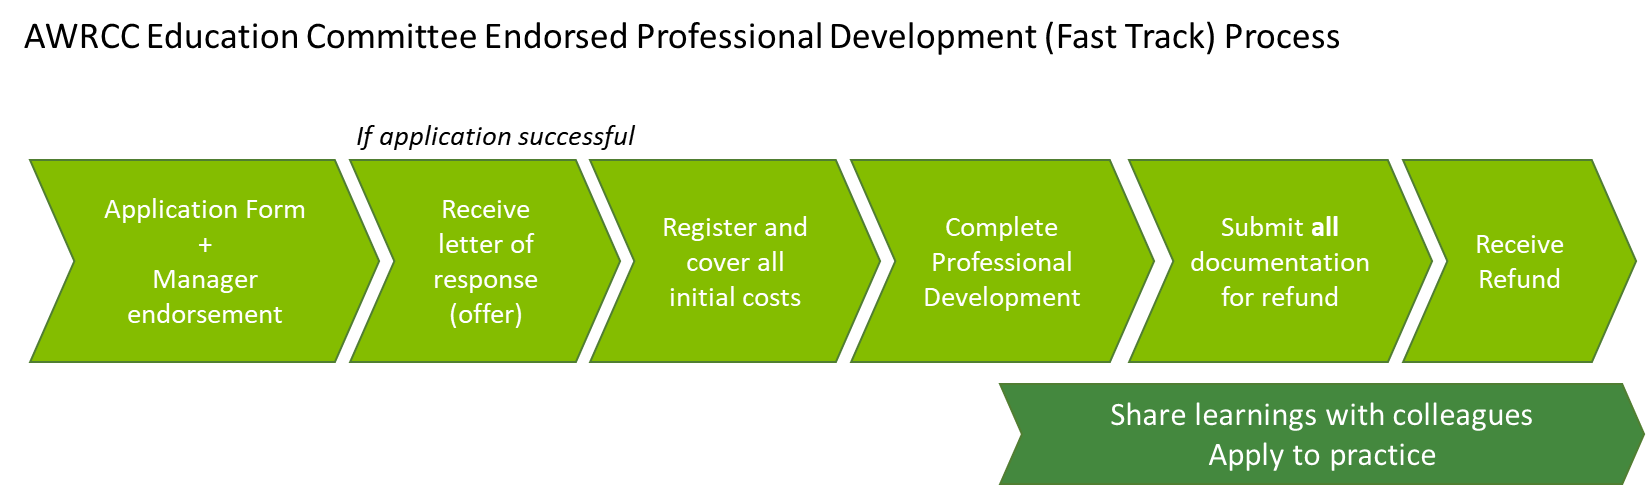 AWRCC Education Committee Endorsed Professional Development (Fast Track) Process
If application successful
Application Form
+
Manager
endorsement
Receive
letter of
response
(offer)
Register and
cover all
initial costs
Complete
Professional
Development
Submit all
documentation
for refund
Receive
Refund
Share learnings with colleagues
Apply to practice